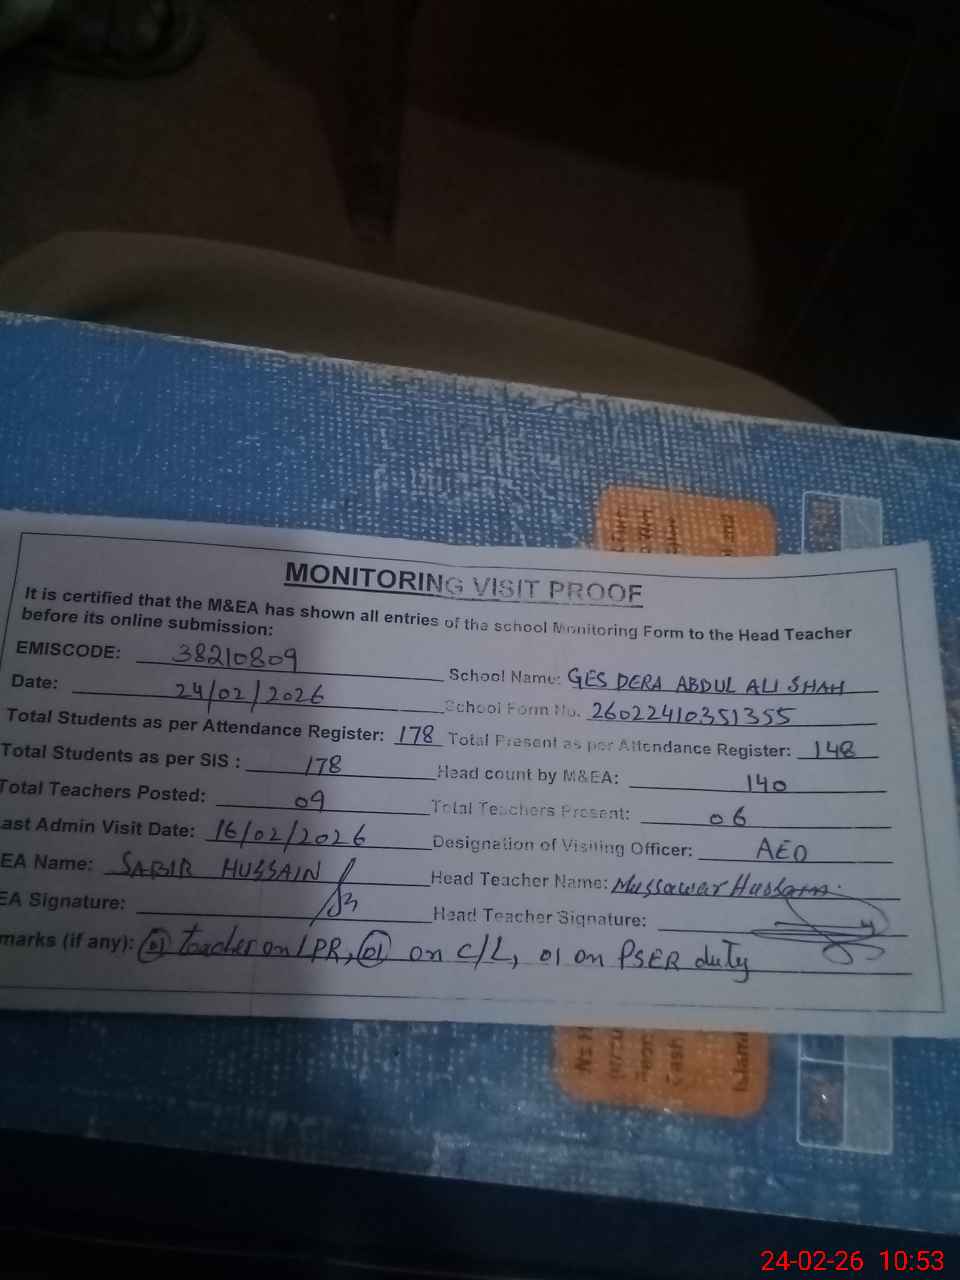 MONITORING VISIT PROOF
It is certified that the M&EA has shown all entries of the school Monitoring Form to the Head Teacher
before its online submission:
EMISCODE: 38210809 School Name: GES DERA ABDUL ALI SHAH
Date: 24/02/2026 School Form No. 26022410351355
Total Students as per Attendance Register: 178 Total Present as per Attendance Register: 148
Total Students as per SIS : 178 Head count by M&EA: 140
Total Teachers Posted: 09 Total Teachers Present: 06
ast Admin Visit Date: 16/02/2026 Designation of Visiting Officer: AEO
EA Name: SABIR HUSSAIN Head Teacher Name: Mussawar Hussain
EA Signature: Head Teacher Signature:
marks (if any): 01 teacher on LPR, 01 on C/L, 01 on PSER duty
24-02-26 10:53